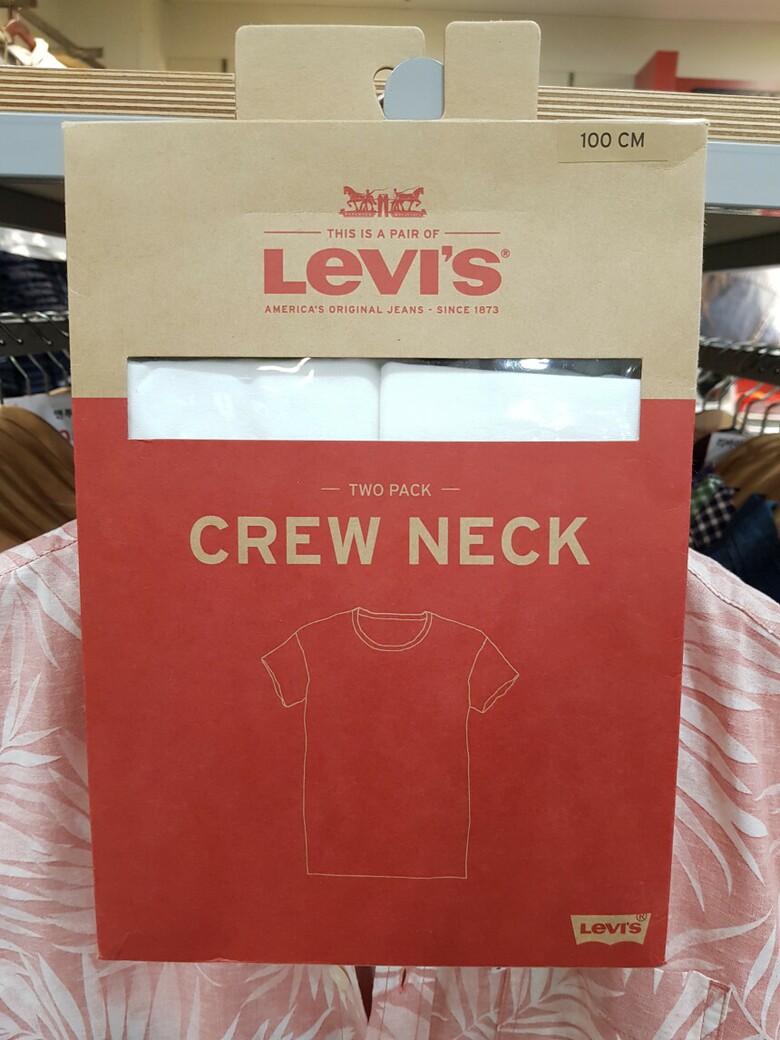 100 CM
THIS IS A PAIR OF
LEVI'S®
AMERICA'S ORIGINAL JEANS - SINCE 1873
TWO PACK
CREW NECK
LEVI'S®